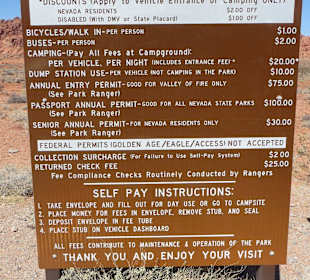 *DISCOUNTS (Apply to Vehicle Entrance or Camping ONLY)
NEVADA RESIDENTS $2.00 OFF
DISABLED (With DMV or State Placard) $1.00 OFF
BICYCLES/WALK IN-PER PERSON $1.00
BUSES-PER PERSON $2.00
CAMPING-(Pay All Fees at Campground):
PER VEHICLE, PER NIGHT (INCLUDES ENTRANCE FEE)* $20.00*
DUMP STATION USE-PER VEHICLE (NOT CAMPING IN THE PARK) $10.00
ANNUAL ENTRY PERMIT-GOOD FOR VALLEY OF FIRE ONLY $75.00
(See Park Ranger)
PASSPORT ANNUAL PERMIT-GOOD FOR ALL NEVADA STATE PARKS $100.00
(See Park Ranger)
SENIOR ANNUAL PERMIT-FOR NEVADA RESIDENTS ONLY $30.00
(See Park Ranger)
FEDERAL PERMITS (GOLDEN AGE/EAGLE/ACCESS) NOT ACCEPTED
COLLECTION SURCHARGE (For Failure to Use Self-Pay System) $2.00
RETURNED CHECK FEE $25.00
Fee Compliance Checks Routinely Conducted by Rangers
SELF PAY INSTRUCTIONS:
1. TAKE ENVELOPE AND FILL OUT FOR DAY USE OR GO TO CAMPSITE
2. PLACE MONEY FOR FEES IN ENVELOPE, REMOVE STUB, AND SEAL
3. DEPOSIT ENVELOPE IN FEE TUBE
4. PLACE STUB ON VEHICLE DASHBOARD
ALL FEES CONTRIBUTE TO MAINTENANCE & OPERATION OF THE PARK
* THANK YOU AND ENJOY YOUR VISIT *